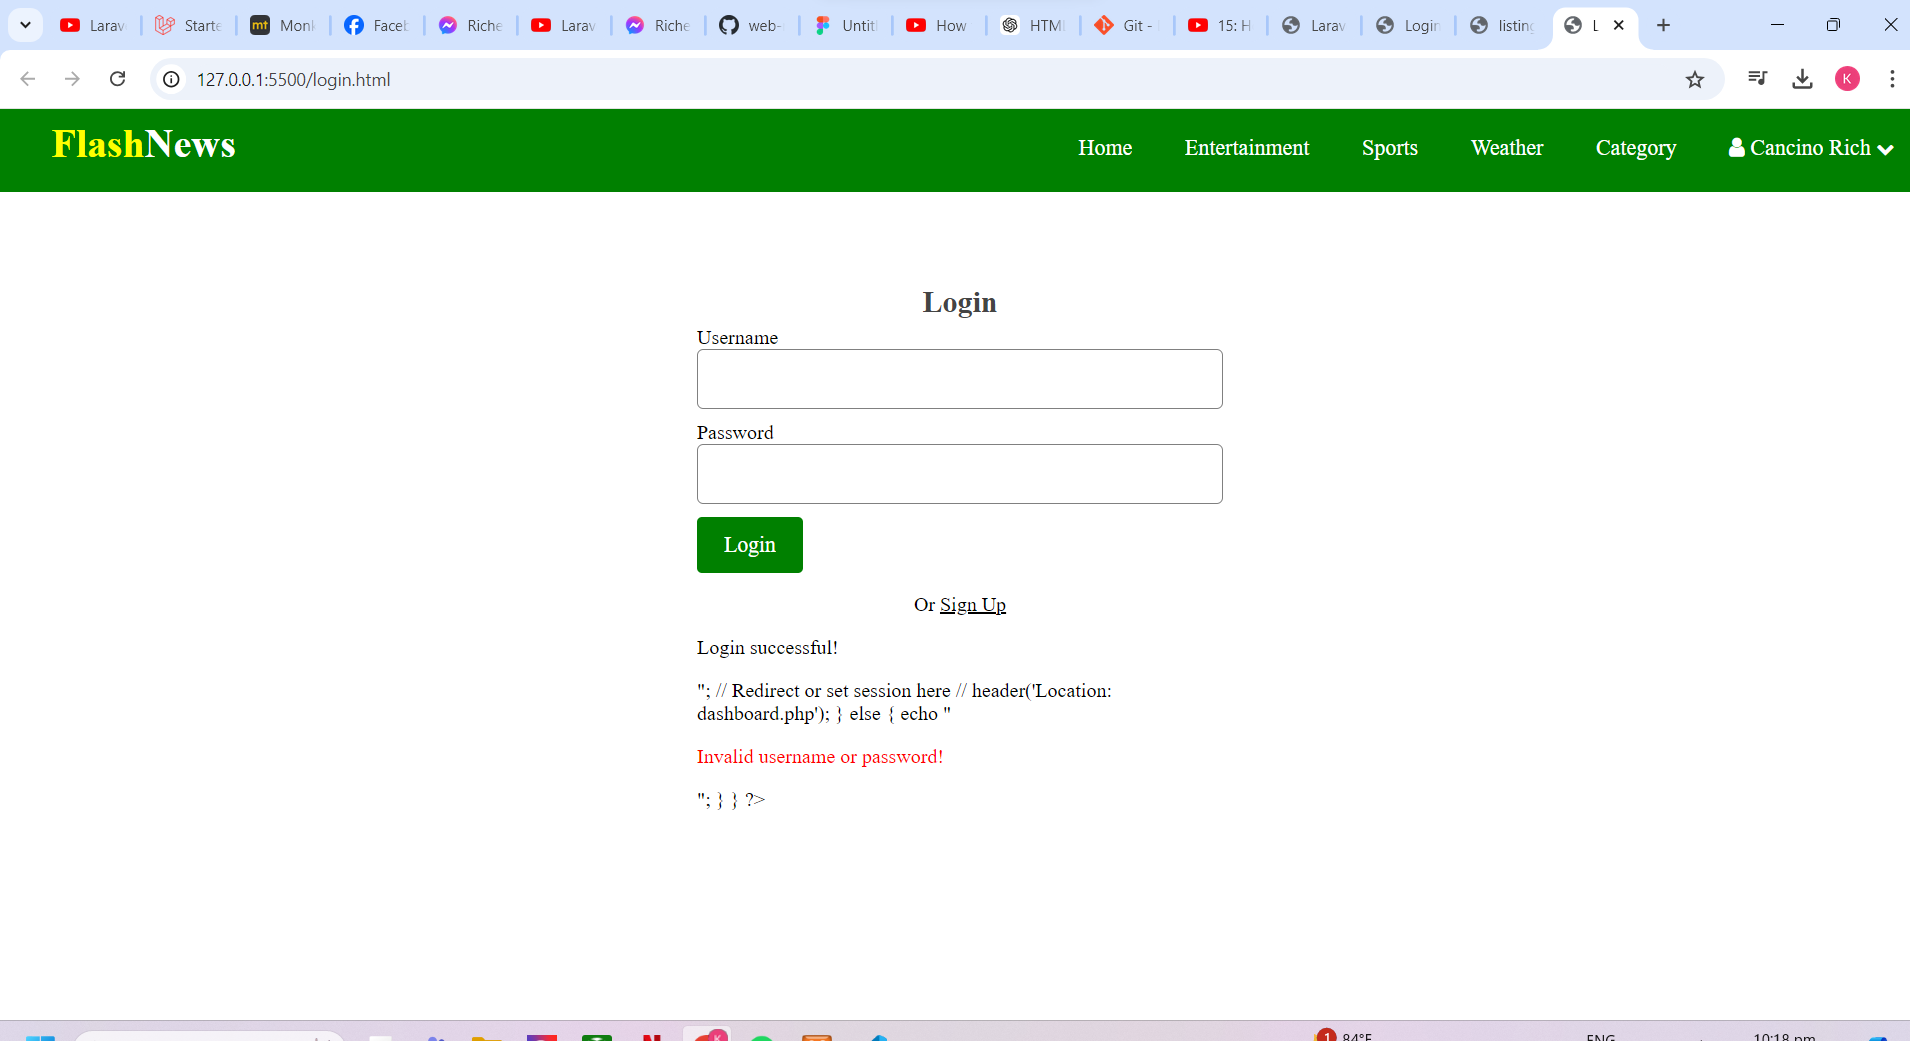 Larav
Starte
Monk
Faceb
Riche
Larav
Riche
web-
Untit
How
HTML
Git -
15: H
Larav
Login
listing
L
127.0.0.1:5500/login.html
K
FlashNews
Home
Entertainment
Sports
Weather
Category
Cancino Rich
Login
Username
Password
Login
Or Sign Up
Login successful!
"; // Redirect or set session here // header('Location:
dashboard.php'); } else { echo "
Invalid username or password!
"; } } ?>
1
84°F
ENG
10:18 pm